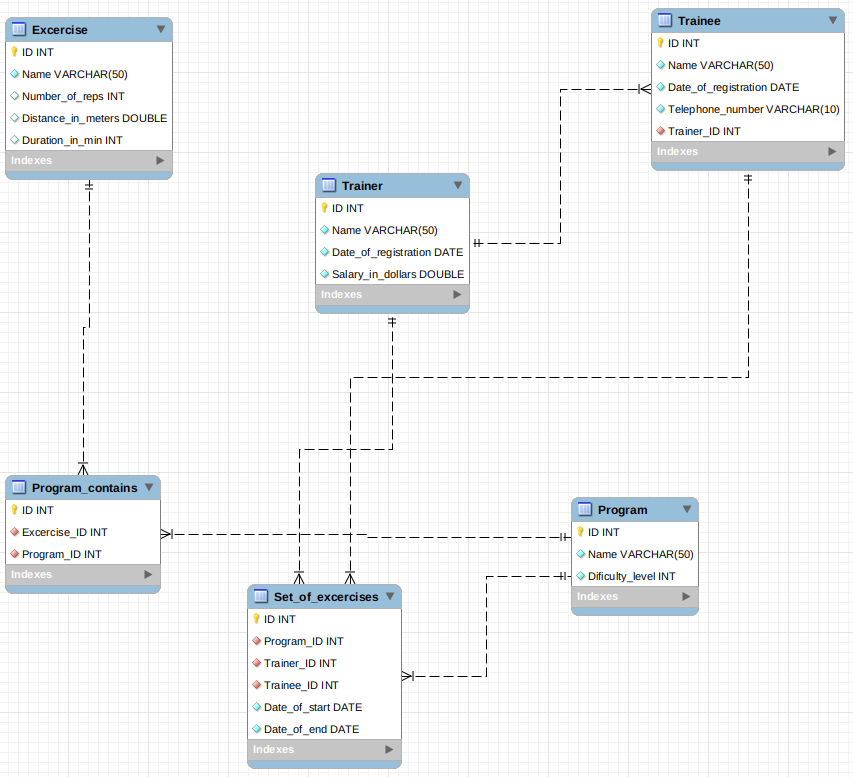 Excercise
ID INT
Name VARCHAR(50)
Number_of_reps INT
Distance_in_meters DOUBLE
Duration_in_min INT
Indexes
Trainee
ID INT
Name VARCHAR(50)
Date_of_registration DATE
Telephone_number VARCHAR(10)
Trainer_ID INT
Indexes
Trainer
ID INT
Name VARCHAR(50)
Date_of_registration DATE
Salary_in_dollars DOUBLE
Indexes
Program_contains
ID INT
Excercise_ID INT
Program_ID INT
Indexes
Program
ID INT
Name VARCHAR(50)
Dificulty_level INT
Indexes
Set_of_excercises
ID INT
Program_ID INT
Trainer_ID INT
Trainee_ID INT
Date_of_start DATE
Date_of_end DATE
Indexes